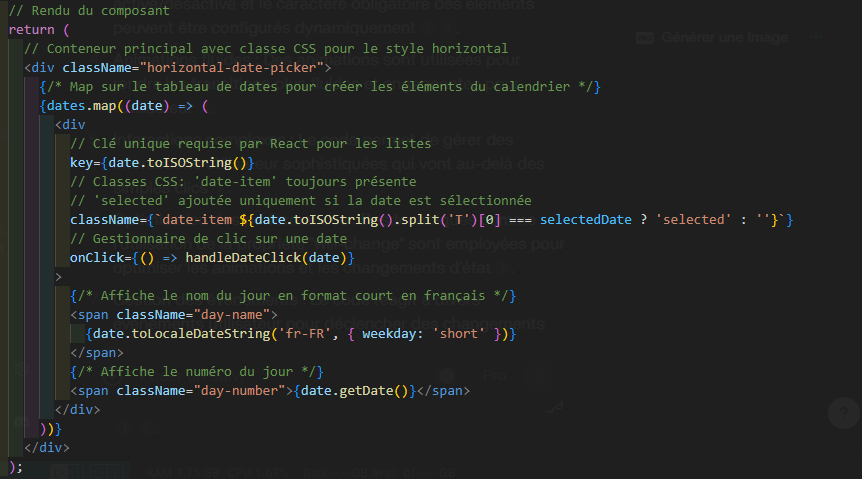 // Rendu du composant
return (
// Conteneur principal avec classe CSS pour le style horizontal
<div className="horizontal-date-picker">
{/* Map sur le tableau de dates pour créer les éléments du calendrier */}
{dates.map((date) => (
<div
// Clé unique requise par React pour les listes
key={date.toISOString()}
// Classes CSS: 'date-item' toujours présente
// 'selected' ajoutée uniquement si la date est sélectionnée
className={`date-item ${date.toISOString().split('T')[0] === selectedDate ? 'selected' : ''}`}
// Gestionnaire de clic sur une date
onClick={() => handleDateClick(date)}
>
{/* Affiche le nom du jour en format court en français */}
<span className="day-name">
{date.toLocaleDateString('fr-FR', { weekday: 'short' })}
</span>
{/* Affiche le numéro du jour */}
<span className="day-number">{date.getDate()}</span>
</div>
))}
</div>
);